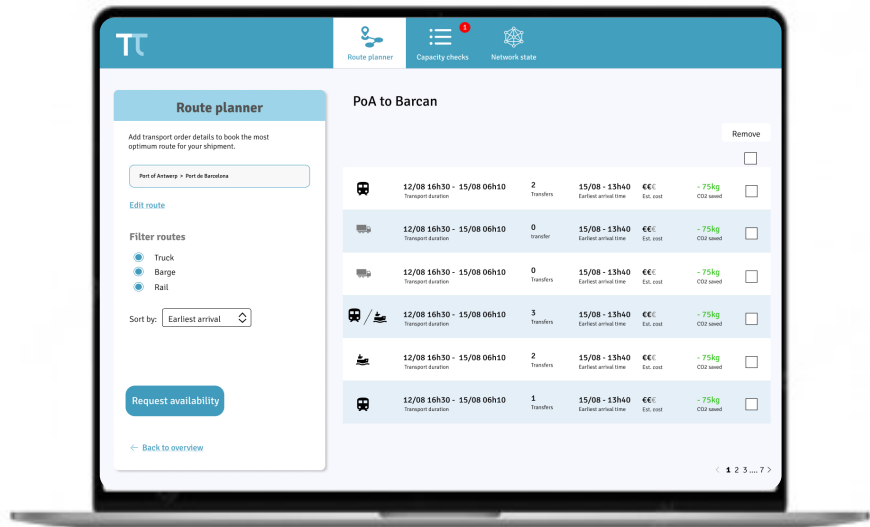 TT
Route planner
Capacity checks
1
Network state
Route planner
Add transport order details to book the most
optimum route for your shipment.
Port of Antwerp > Port de Barcelona
Edit route
Filter routes
Truck
Barge
Rail
Sort by: Earliest arrival
Request availability
← Back to overview
PoA to Barcan
Remove
12/08 16h30 - 15/08 06h10 2 15/08 - 13h40 €€€ - 75kg
Transport duration Transfers Earliest arrival time Est. cost CO2 saved
12/08 16h30 - 15/08 06h10 0 15/08 - 13h40 €€€ - 75kg
Transport duration transfer Earliest arrival time Est. cost CO2 saved
12/08 16h30 - 15/08 06h10 0 15/08 - 13h40 €€€ - 75kg
Transport duration Transfers Earliest arrival time Est. cost CO2 saved
12/08 16h30 - 15/08 06h10 3 15/08 - 13h40 €€€ - 75kg
Transport duration Transfers Earliest arrival time Est. cost CO2 saved
12/08 16h30 - 15/08 06h10 2 15/08 - 13h40 €€€ - 75kg
Transport duration Transfers Earliest arrival time Est. cost CO2 saved
12/08 16h30 - 15/08 06h10 1 15/08 - 13h40 €€€ - 75kg
Transport duration Transfers Earliest arrival time Est. cost CO2 saved
< 1 2 3 .... 7 >